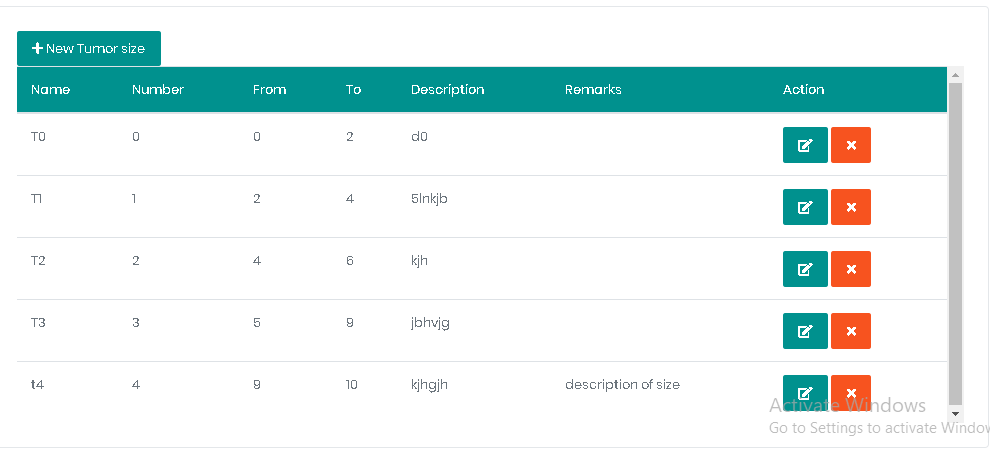 New Tumor size
Name Number From To Description Remarks Action
T0 0 0 2 d0
T1 1 2 4 5lnkjb
T2 2 4 6 kjh
T3 3 5 9 jbhvjg
t4 4 9 10 kjhgjh description of size
Activate Windows
Go to Settings to activate Window